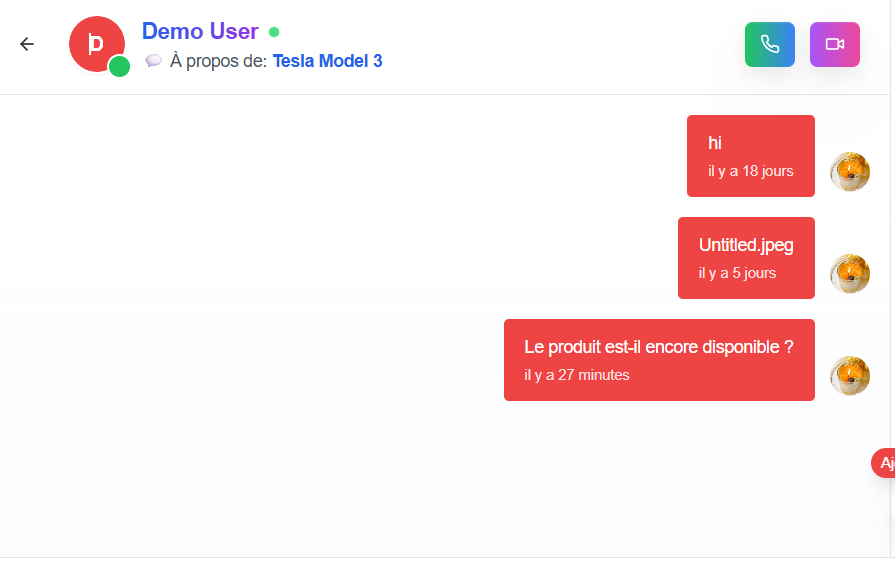 D
Demo User
À propos de: Tesla Model 3
hi
il y a 18 jours
Untitled.jpeg
il y a 5 jours
Le produit est-il encore disponible ?
il y a 27 minutes